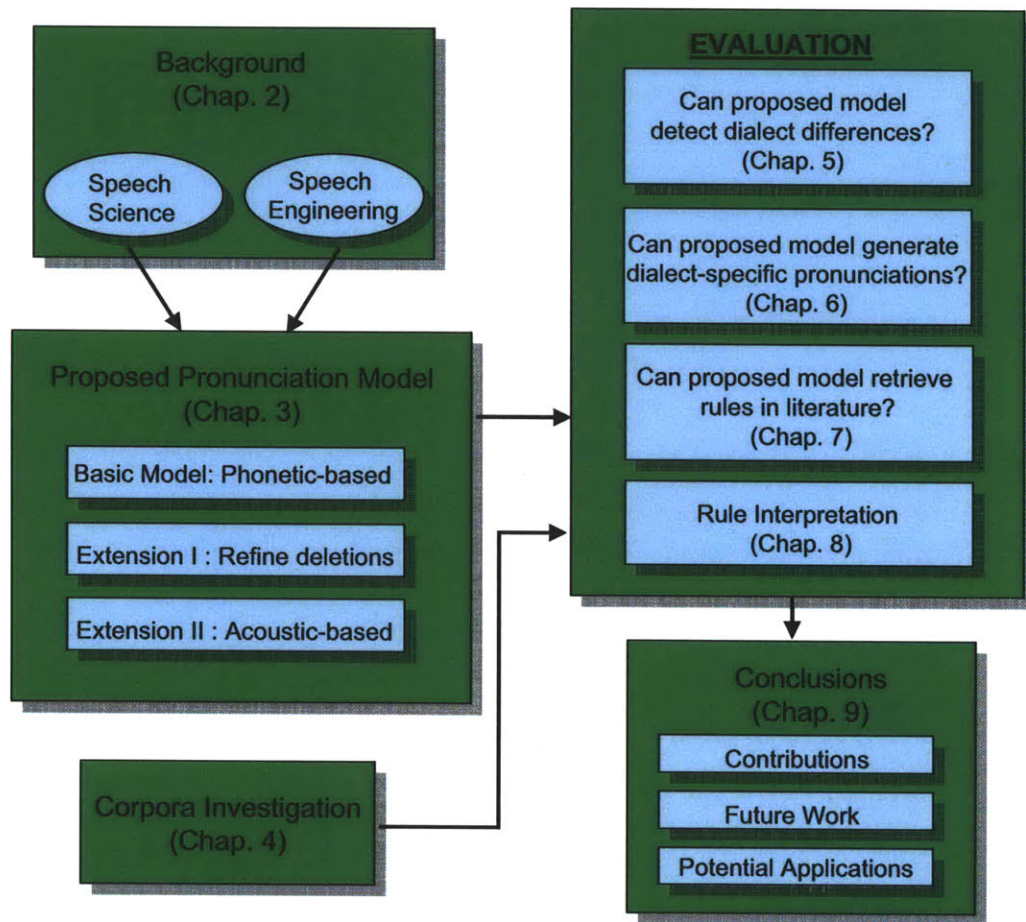 Background
(Chap. 2)
Speech
Science
Speech
Engineering
Proposed Pronunciation Model
(Chap. 3)
Basic Model: Phonetic-based
Extension I : Refine deletions
Extension II : Acoustic-based
Corpora Investigation
(Chap. 4)
EVALUATION
Can proposed model
detect dialect differences?
(Chap. 5)
Can proposed model generate
dialect-specific pronunciations?
(Chap. 6)
Can proposed model retrieve
rules in literature?
(Chap. 7)
Rule Interpretation
(Chap. 8)
Conclusions
(Chap. 9)
Contributions
Future Work
Potential Applications